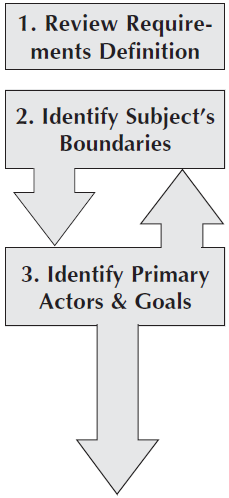 1. Review Require-
ments Definition
2. Identify Subject's
Boundaries
3. Identify Primary
Actors & Goals